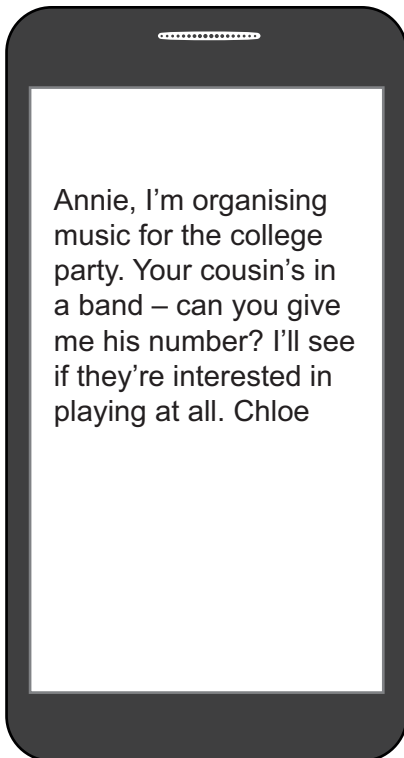 Annie, I’m organising
music for the college
party. Your cousin’s in
a band – can you give
me his number? I’ll see
if they’re interested in
playing at all. Chloe